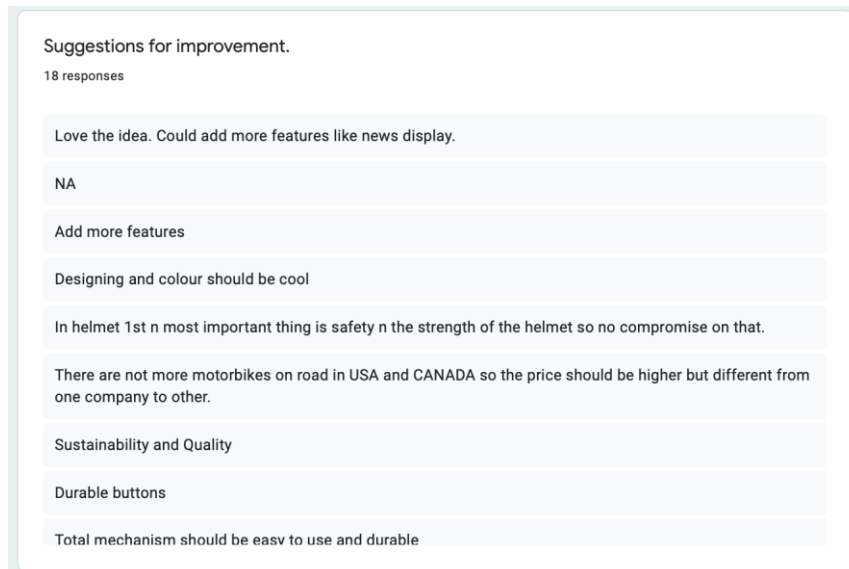 Suggestions for improvement.
18 responses
Love the idea. Could add more features like news display.
NA
Add more features
Designing and colour should be cool
In helmet 1st n most important thing is safety n the strength of the helmet so no compromise on that.
There are not more motorbikes on road in USA and CANADA so the price should be higher but different from
one company to other.
Sustainability and Quality
Durable buttons
Total mechanism should be easy to use and durable